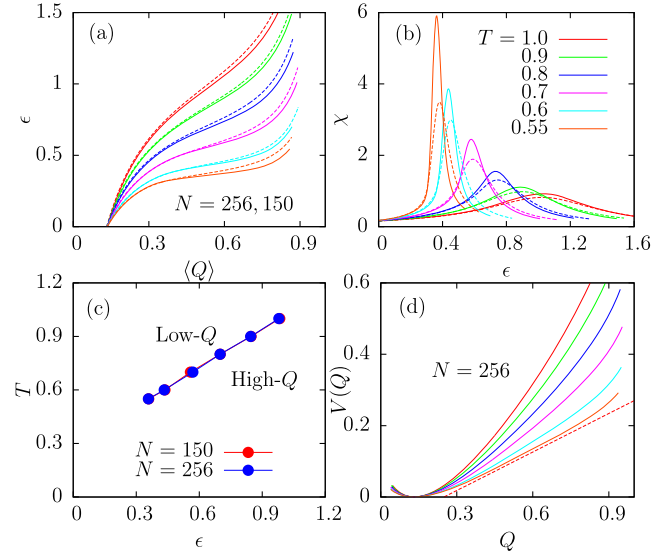 (a)
ϵ
1.5
1
0.5
0
0 0.3 0.6 0.9
⟨Q⟩
N = 256, 150
(b)
χ
6
4
2
0
0 0.4 0.8 1.2 1.6
ϵ
T = 1.0
0.9
0.8
0.7
0.6
0.55
(c)
T
1.2
0.9
0.6
0.3
0
0 0.3 0.6 0.9 1.2
ϵ
Low-Q
High-Q
N = 150
N = 256
(d)
V(Q)
0.6
0.4
0.2
0
0 0.3 0.6 0.9
Q
N = 256